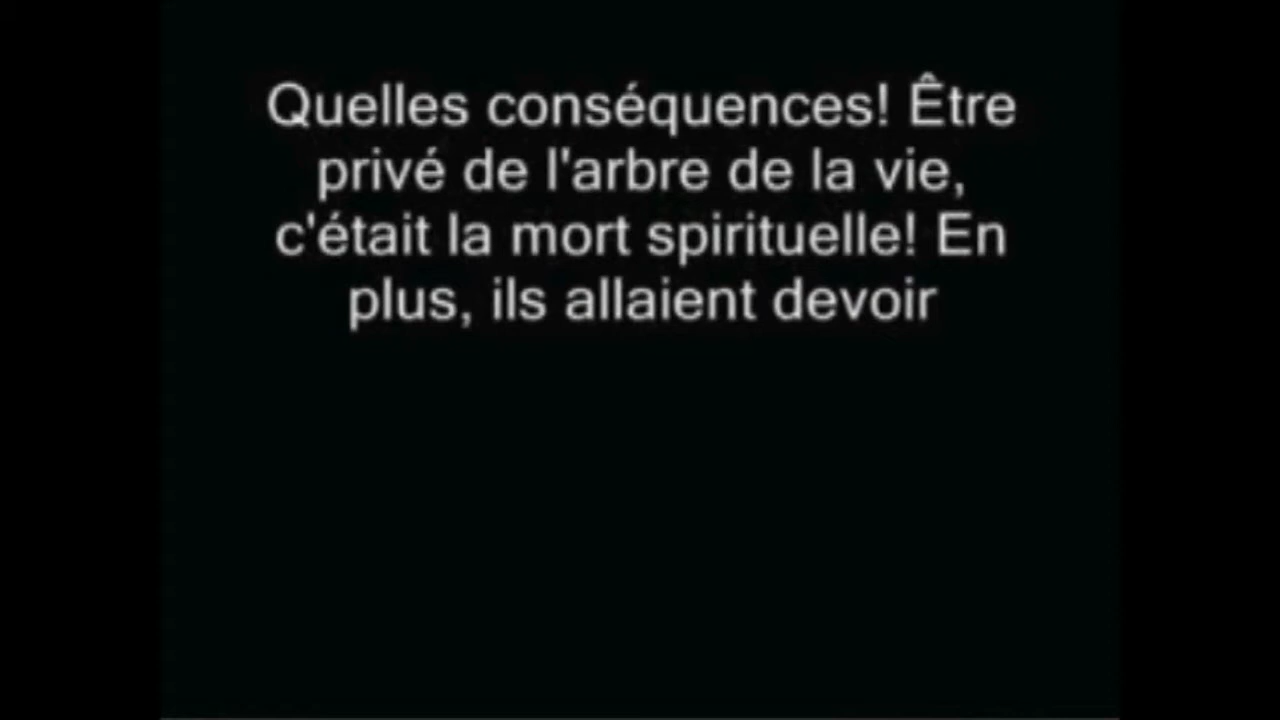 Quelles conséquences! Être
privé de l'arbre de la vie,
c'était la mort spirituelle! En
plus, ils allaient devoir